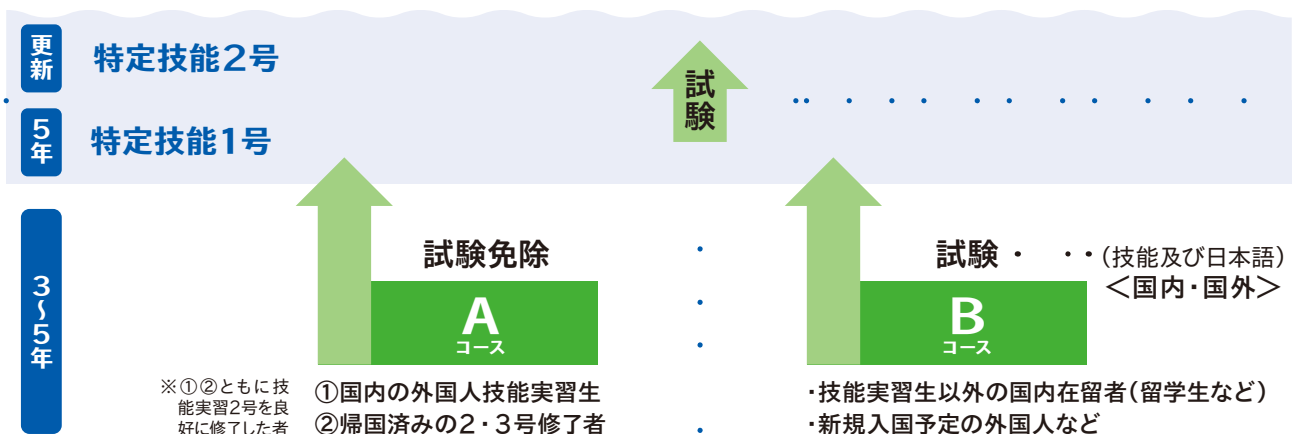 更新
特定技能2号
試験
5年
特定技能1号
3~5年
試験免除
試験・・・(技能及び日本語)
<国内・国外>
A
コース
B
コース
※①②ともに技
能実習2号を良
好に修了した者
①国内の外国人技能実習生
②帰国済みの2・3号修了者
・技能実習生以外の国内在留者(留学生など)
・新規入国予定の外国人など